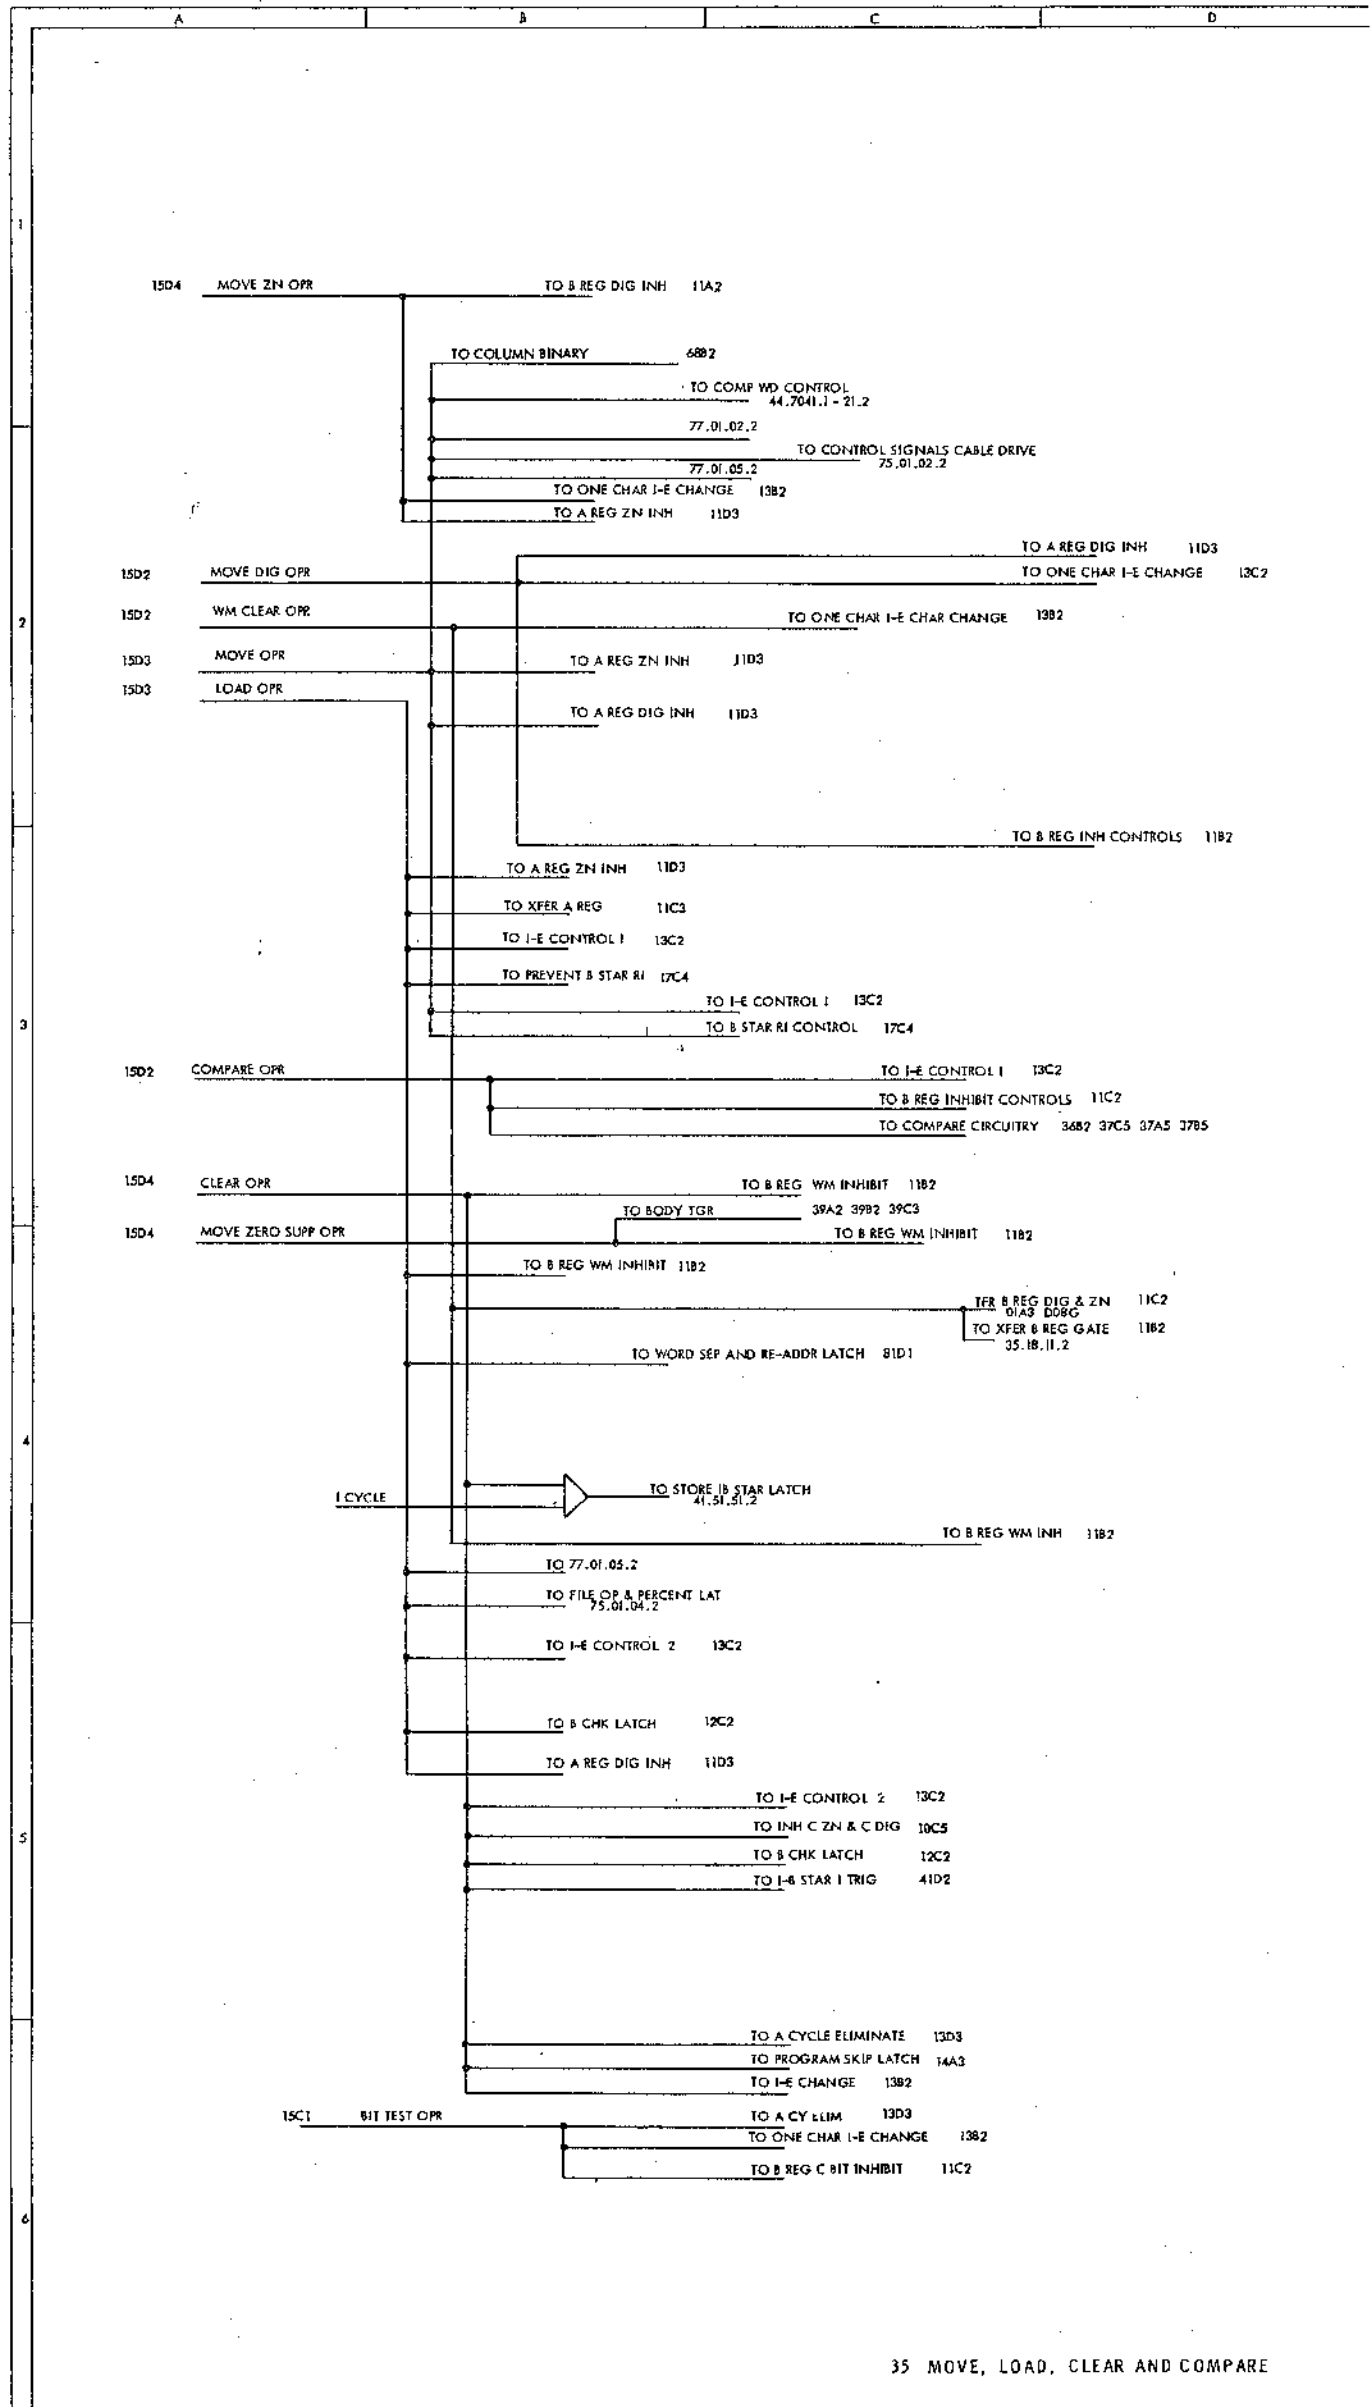 A B C D
1
15D4 MOVE ZN OPR TO B REG DIG INH 11A2
TO COLUMN BINARY 68B2
TO COMP WD CONTROL
44.7041.1 - 21.2
77.01.02.2
TO CONTROL SIGNALS CABLE DRIVE
75.01.02.2
77.01.05.2
TO ONE CHAR I-E CHANGE 13B2
TO A REG ZN INH 11D3
TO A REG DIG INH 11D3
15D2 MOVE DIG OPR TO ONE CHAR I-E CHANGE 13C2
2
15D2 WM CLEAR OPR TO ONE CHAR I-E CHAR CHANGE 13B2
15D3 MOVE OPR TO A REG ZN INH 11D3
15D3 LOAD OPR
TO A REG DIG INH 11D3
TO B REG INH CONTROLS 11B2
TO A REG ZN INH 11D3
TO XFER A REG 11C3
TO I-E CONTROL 1 13C2
TO PREVENT B STAR RI 17C4
TO I-E CONTROL 1 13C2
3
TO B STAR RI CONTROL 17C4
15D2 COMPARE OPR TO I-E CONTROL 1 13C2
TO B REG INHIBIT CONTROLS 11C2
TO COMPARE CIRCUITRY 36B2 37C5 37A5 37B5
15D4 CLEAR OPR TO B REG WM INHIBIT 11B2
TO BODY TGR 39A2 39B2 39C3
15D4 MOVE ZERO SUPP OPR TO B REG WM INHIBIT 11B2
TO B REG WM INHIBIT 11B2
TFR B REG DIG & ZN 11C2
01A3 DDBG
TO XFER B REG GATE 11B2
35.18.11.2
TO WORD SEP AND RE-ADDR LATCH 81D1
4
I CYCLE TO STORE IB STAR LATCH
41.51.51.2
TO B REG WM INH 11B2
TO 77.01.05.2
TO FILE OP & PERCENT LAT
75.01.04.2
TO I-E CONTROL 2 13C2
TO B CHK LATCH 12C2
TO A REG DIG INH 11D3
TO I-E CONTROL 2 13C2
5
TO INH C ZN & C DIG 10C5
TO B CHK LATCH 12C2
TO I-B STAR I TRIG 41D2
TO A CYCLE ELIMINATE 13D3
TO PROGRAM SKIP LATCH 14A3
TO I-E CHANGE 13B2
15C1 BIT TEST OPR TO A CY ELIM 13D3
TO ONE CHAR I-E CHANGE 13B2
TO B REG C BIT INHIBIT 11C2
6
35 MOVE, LOAD, CLEAR AND COMPARE